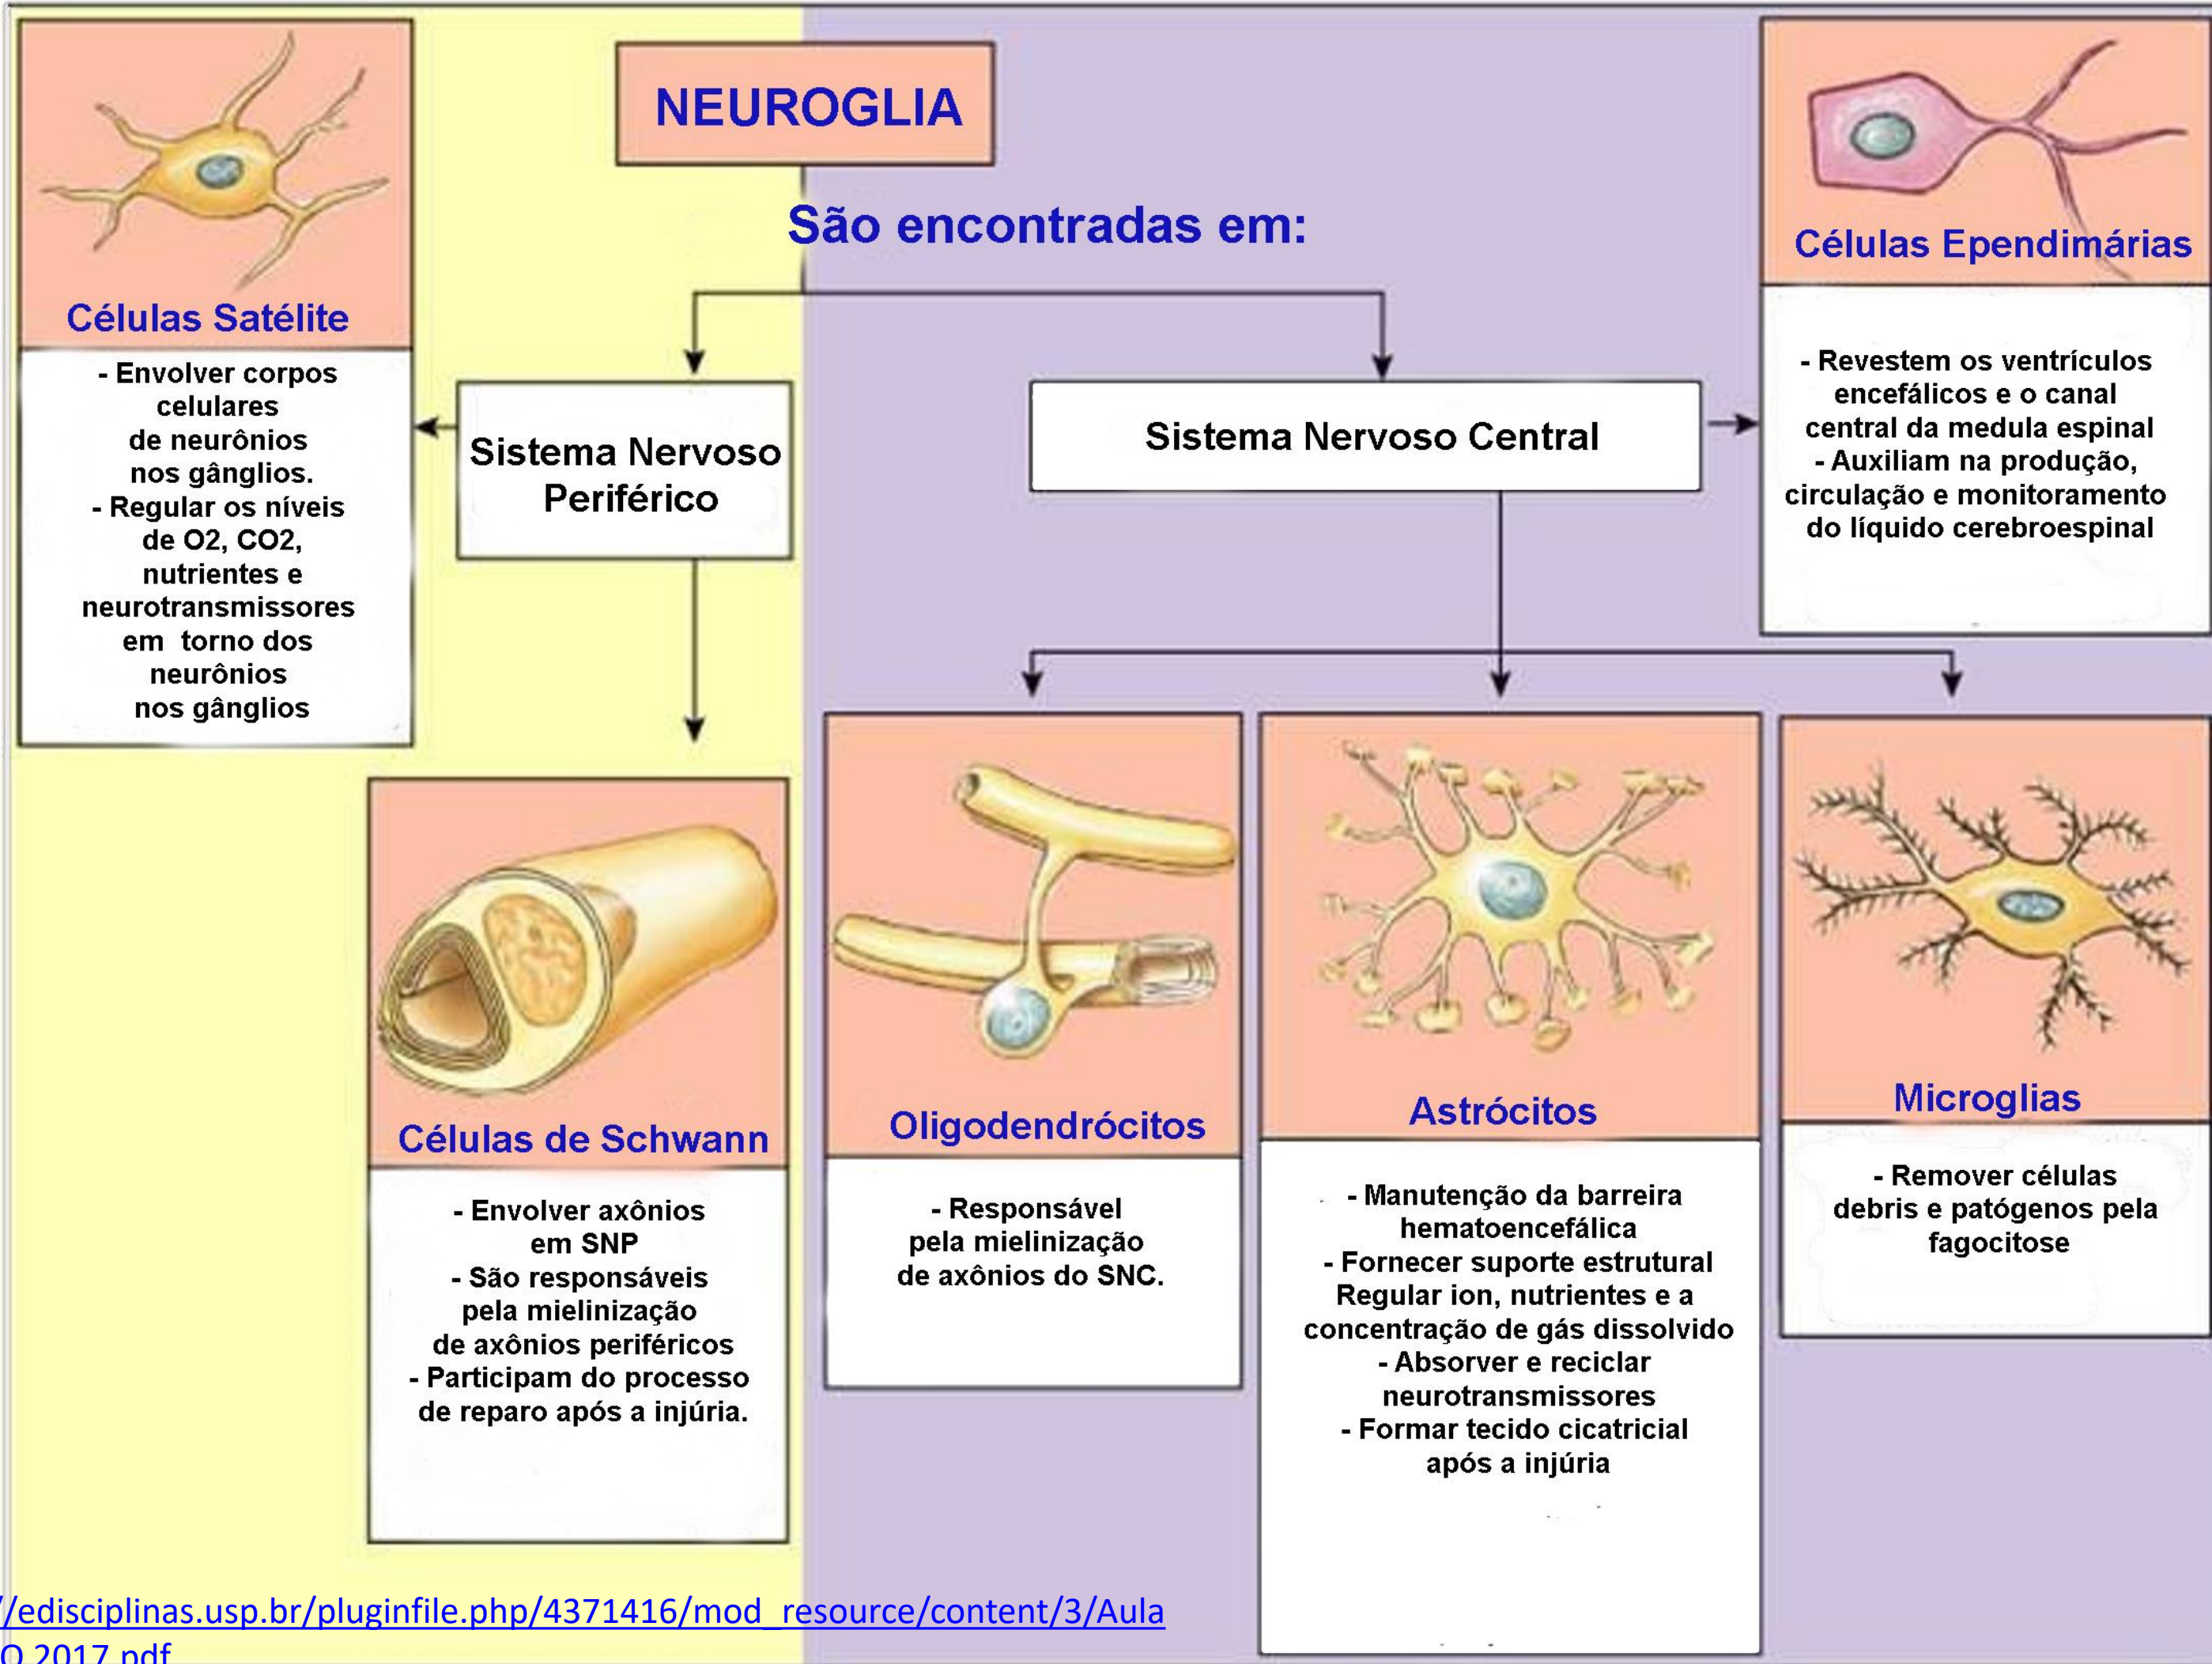 NEUROGLIA
São encontradas em:
Células Satélite
- Envolver corpos
celulares
de neurônios
nos gânglios.
- Regular os níveis
de O2, CO2,
nutrientes e
neurotransmissores
em torno dos
neurônios
nos gânglios
Sistema Nervoso
Periférico
Sistema Nervoso Central
Células Ependimárias
- Revestem os ventrículos
encefálicos e o canal
central da medula espinal
- Auxiliam na produção,
circulação e monitoramento
do líquido cerebroespinal
Células de Schwann
- Envolver axônios
em SNP
- São responsáveis
pela mielinização
de axônios periféricos
- Participam do processo
de reparo após a injúria.
Oligodendrócitos
- Responsável
pela mielinização
de axônios do SNC.
Astrócitos
- Manutenção da barreira
hematoencefálica
- Fornecer suporte estrutural
Regular ion, nutrientes e a
concentração de gás dissolvido
- Absorver e reciclar
neurotransmissores
- Formar tecido cicatricial
após a injúria
Microglias
- Remover células
debris e patógenos pela
fagocitose
//edisciplinas.usp.br/pluginfile.php/4371416/mod_resource/content/3/Aula
O 2017.pdf